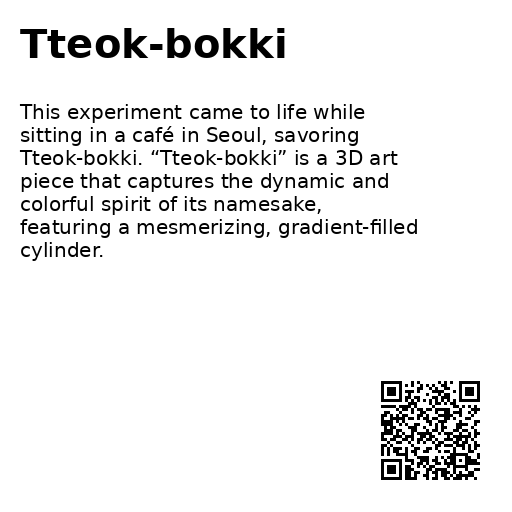 Tteok-bokki
This experiment came to life while
sitting in a café in Seoul, savoring
Tteok-bokki. “Tteok-bokki” is a 3D art
piece that captures the dynamic and
colorful spirit of its namesake,
featuring a mesmerizing, gradient-filled
cylinder.